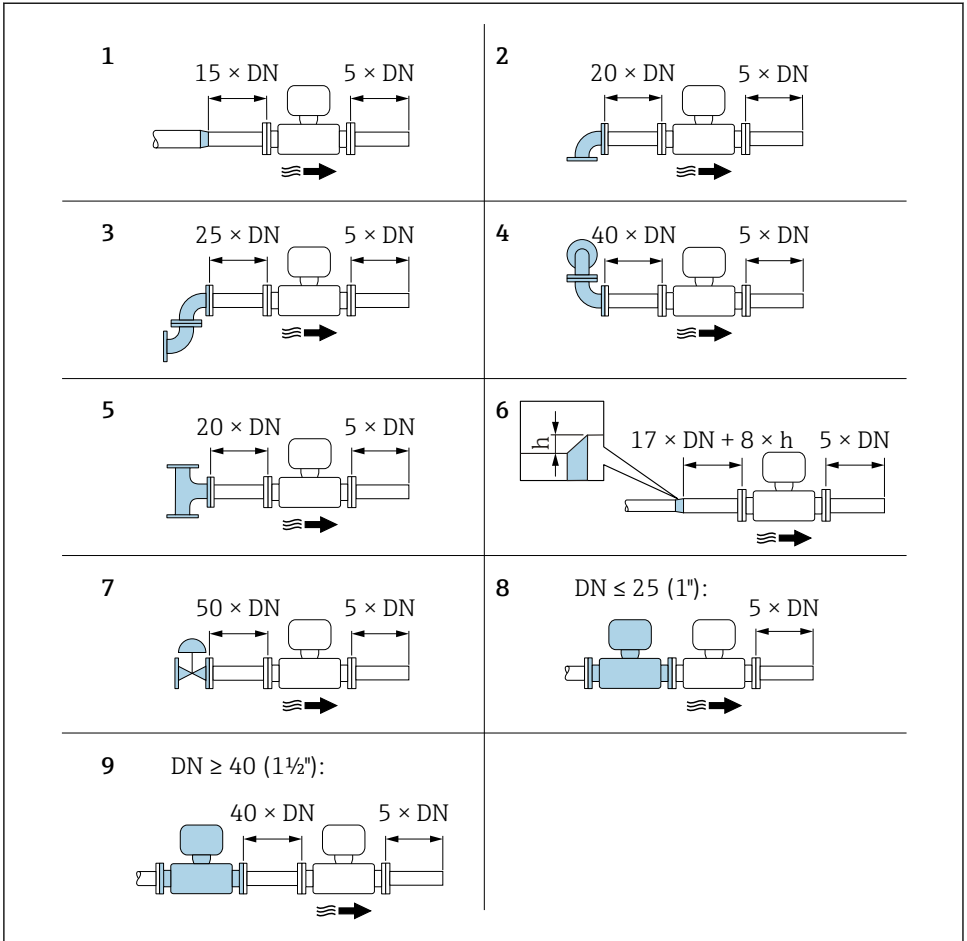 1
15 × DN 5 × DN
2
20 × DN 5 × DN
3
25 × DN 5 × DN
4
40 × DN 5 × DN
5
20 × DN 5 × DN
6
h
17 × DN + 8 × h 5 × DN
7
50 × DN 5 × DN
8 DN ≤ 25 (1"):
5 × DN
9 DN ≥ 40 (1½"):
40 × DN 5 × DN